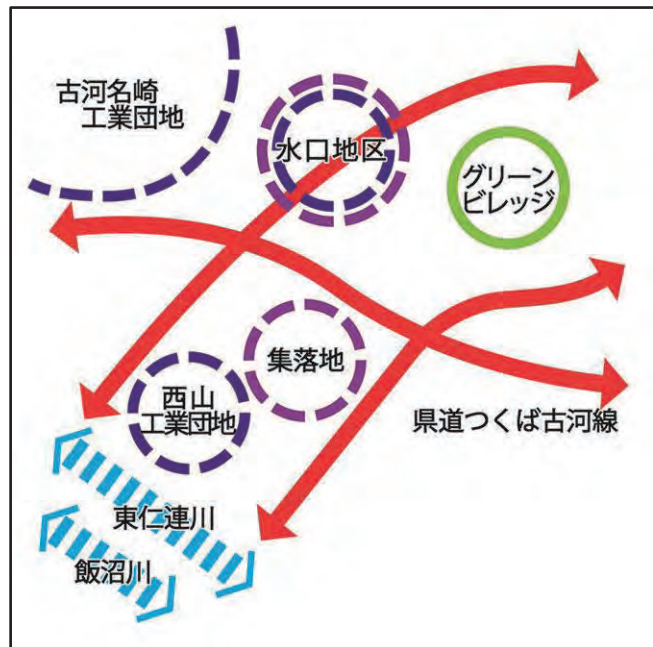 古河名崎
工業団地
水口地区
グリーン
ビレッジ
集落地
西山
工業団地
県道つくば古河線
東仁連川
飯沼川